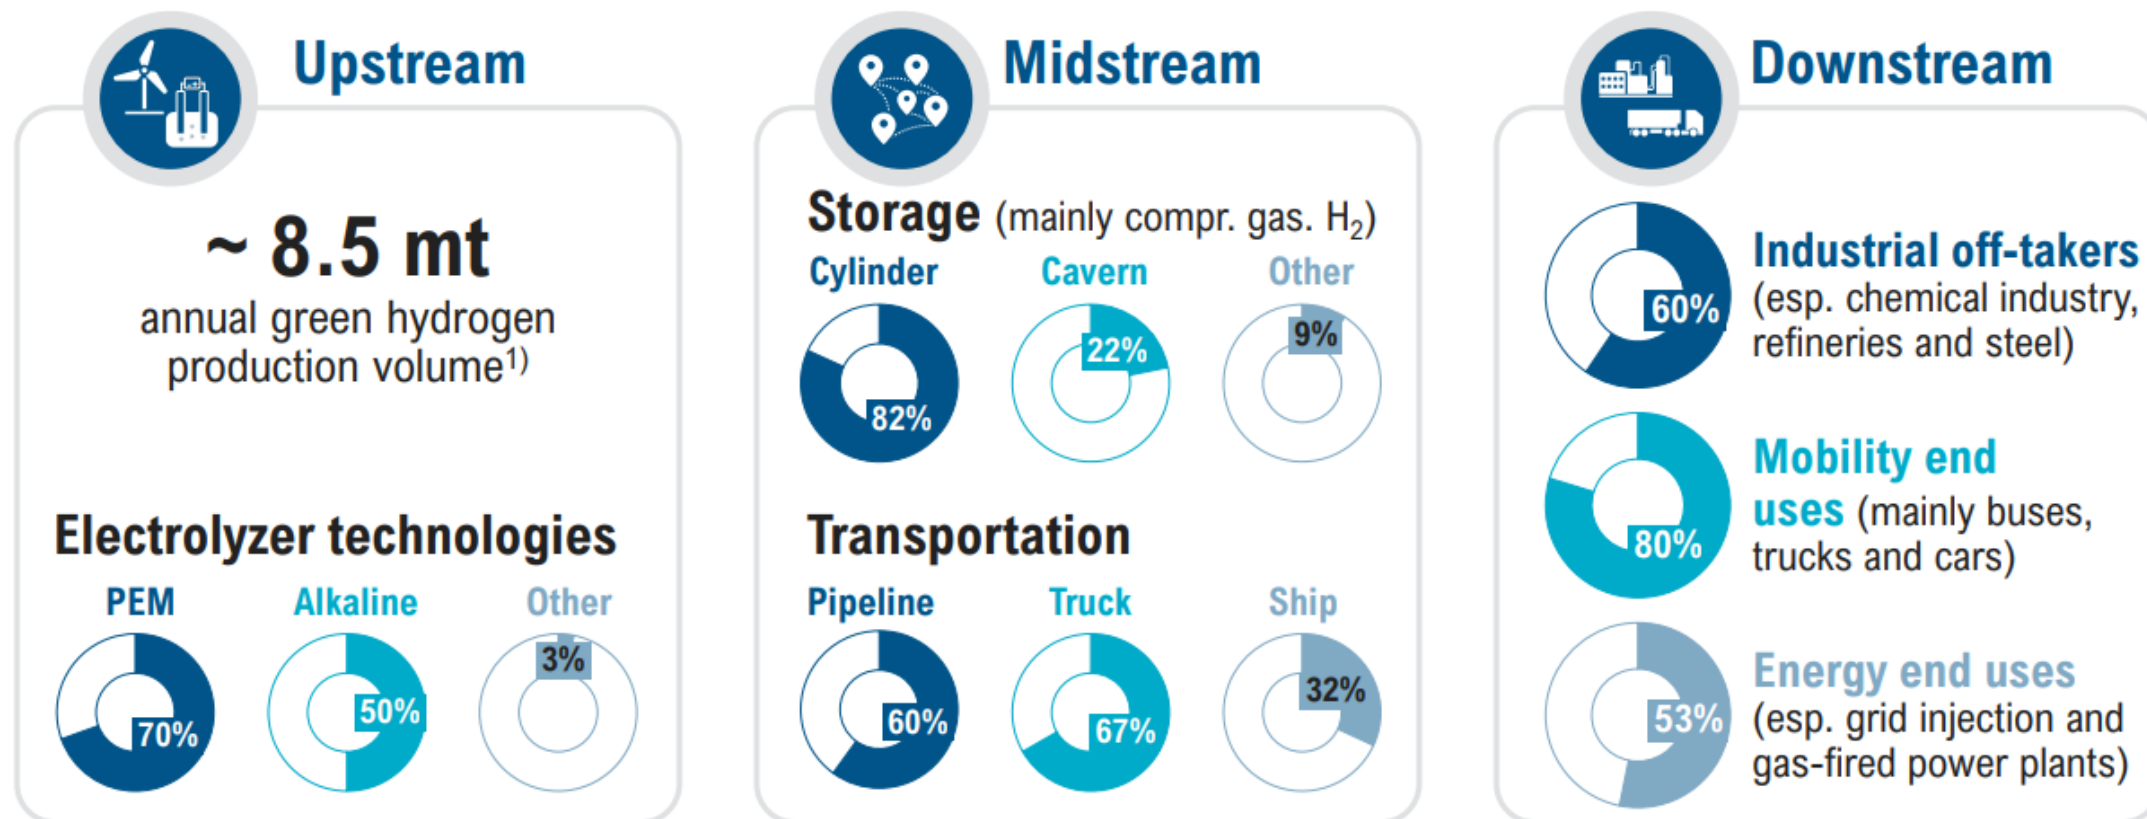 Upstream
~ 8.5 mt
annual green hydrogen
production volume¹⁾
Electrolyzer technologies
PEM
Alkaline
Other
70%
50%
3%
Midstream
Storage (mainly compr. gas. H₂)
Cylinder
Cavern
Other
82%
22%
9%
Transportation
Pipeline
Truck
Ship
60%
67%
32%
Downstream
60%
Industrial off-takers
(esp. chemical industry,
refineries and steel)
80%
Mobility end
uses (mainly buses,
trucks and cars)
53%
Energy end uses
(esp. grid injection and
gas-fired power plants)